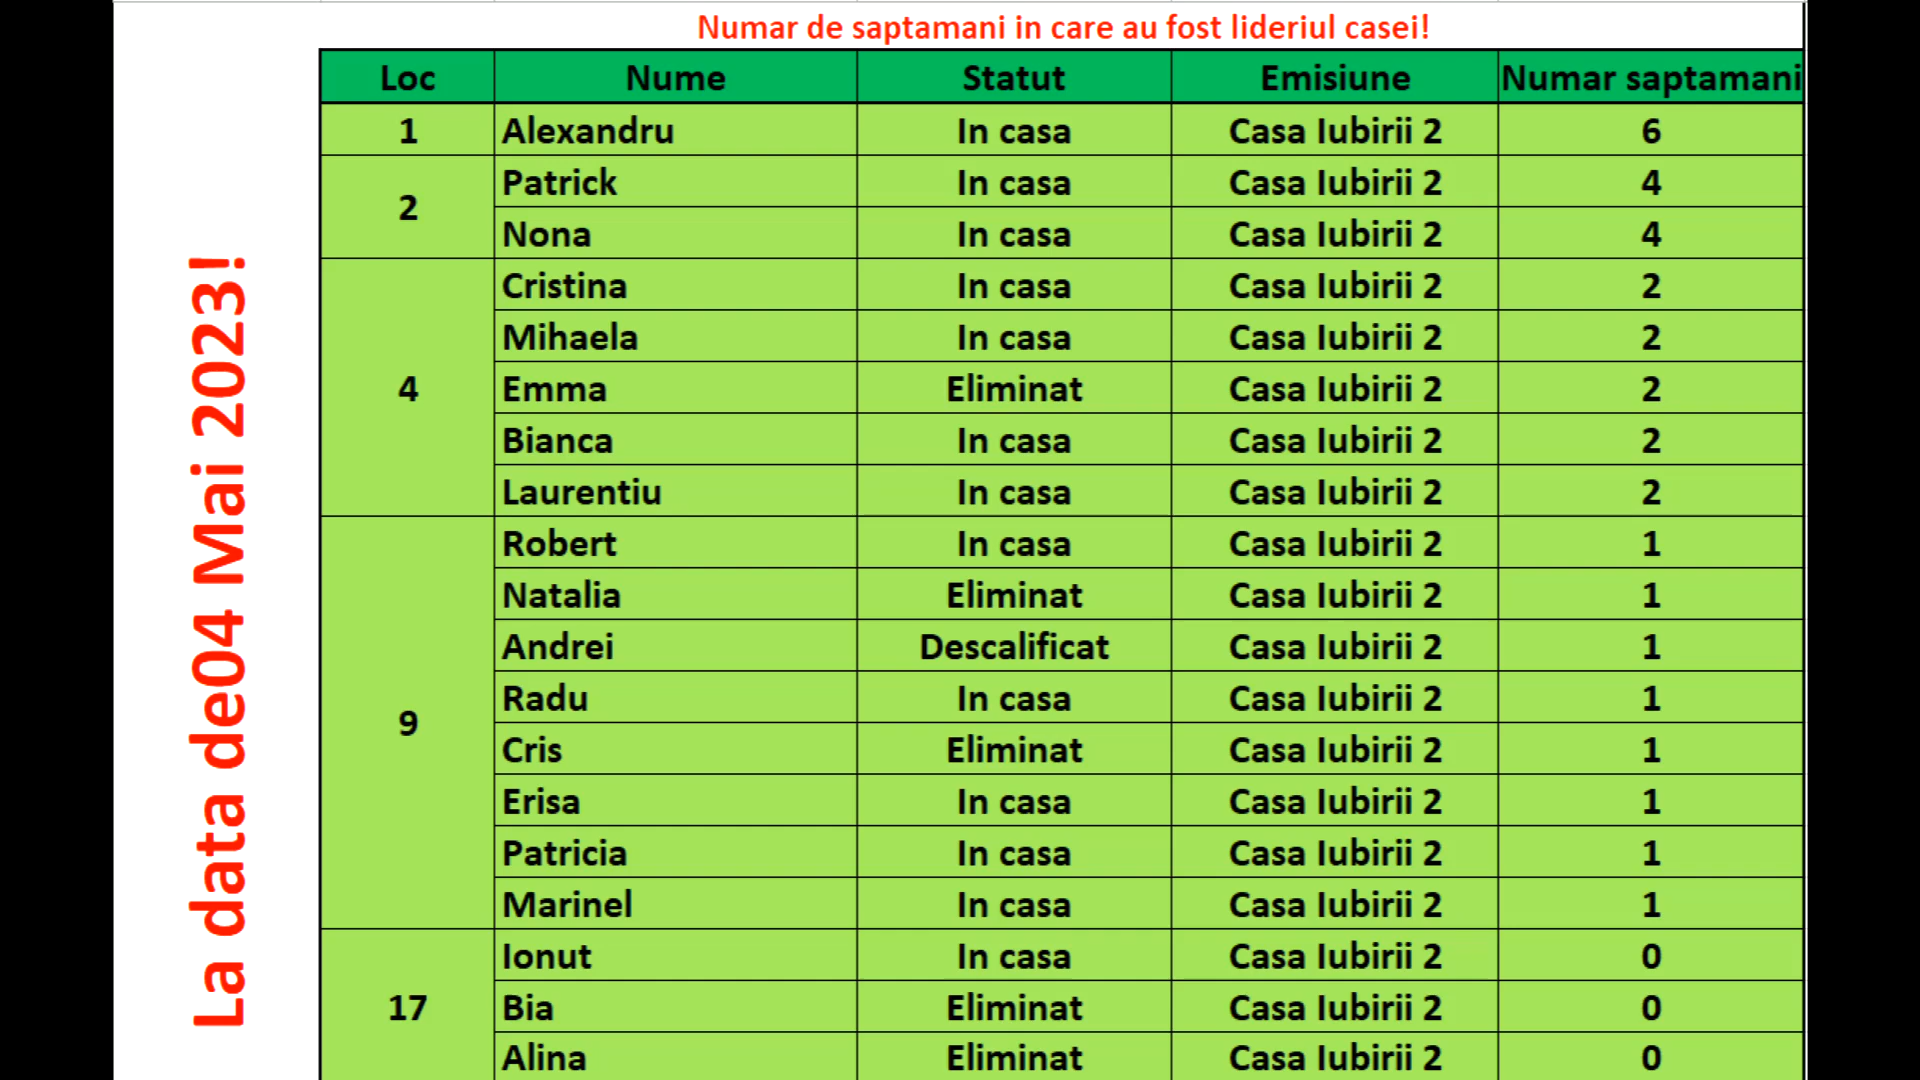 Numar de saptamani in care au fost lideriul casei!
La data de04 Mai 2023!
Loc Nume Statut Emisiune Numar saptamani
1 Alexandru In casa Casa Iubirii 2 6
2 Patrick In casa Casa Iubirii 2 4
Nona In casa Casa Iubirii 2 4
4 Cristina In casa Casa Iubirii 2 2
Mihaela In casa Casa Iubirii 2 2
Emma Eliminat Casa Iubirii 2 2
Bianca In casa Casa Iubirii 2 2
Laurentiu In casa Casa Iubirii 2 2
9 Robert In casa Casa Iubirii 2 1
Natalia Eliminat Casa Iubirii 2 1
Andrei Descalificat Casa Iubirii 2 1
Radu In casa Casa Iubirii 2 1
Cris Eliminat Casa Iubirii 2 1
Erisa In casa Casa Iubirii 2 1
Patricia In casa Casa Iubirii 2 1
Marinel In casa Casa Iubirii 2 1
17 Ionut In casa Casa Iubirii 2 0
Bia Eliminat Casa Iubirii 2 0
Alina Eliminat Casa Iubirii 2 0